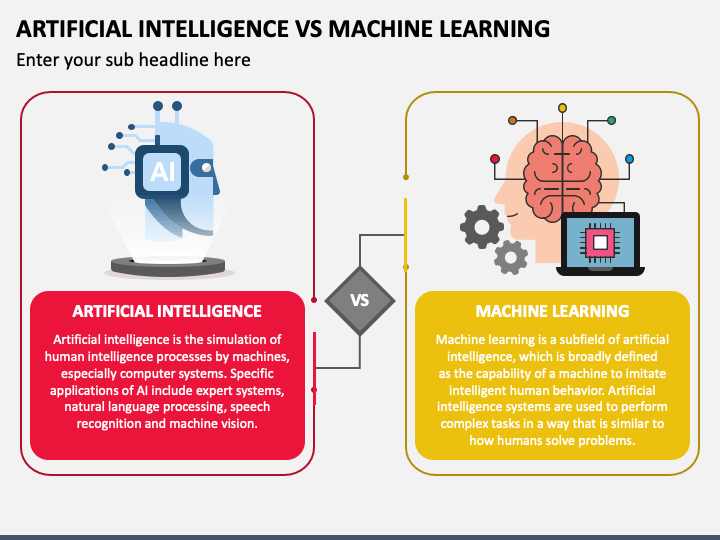 ARTIFICIAL INTELLIGENCE VS MACHINE LEARNING
Enter your sub headline here
AI
VS
ARTIFICIAL INTELLIGENCE
Artificial intelligence is the simulation of
human intelligence processes by machines,
especially computer systems. Specific
applications of AI include expert systems,
natural language processing, speech
recognition and machine vision.
MACHINE LEARNING
Machine learning is a subfield of artificial
intelligence, which is broadly defined
as the capability of a machine to imitate
intelligent human behavior. Artificial
intelligence systems are used to perform
complex tasks in a way that is similar to
how humans solve problems.